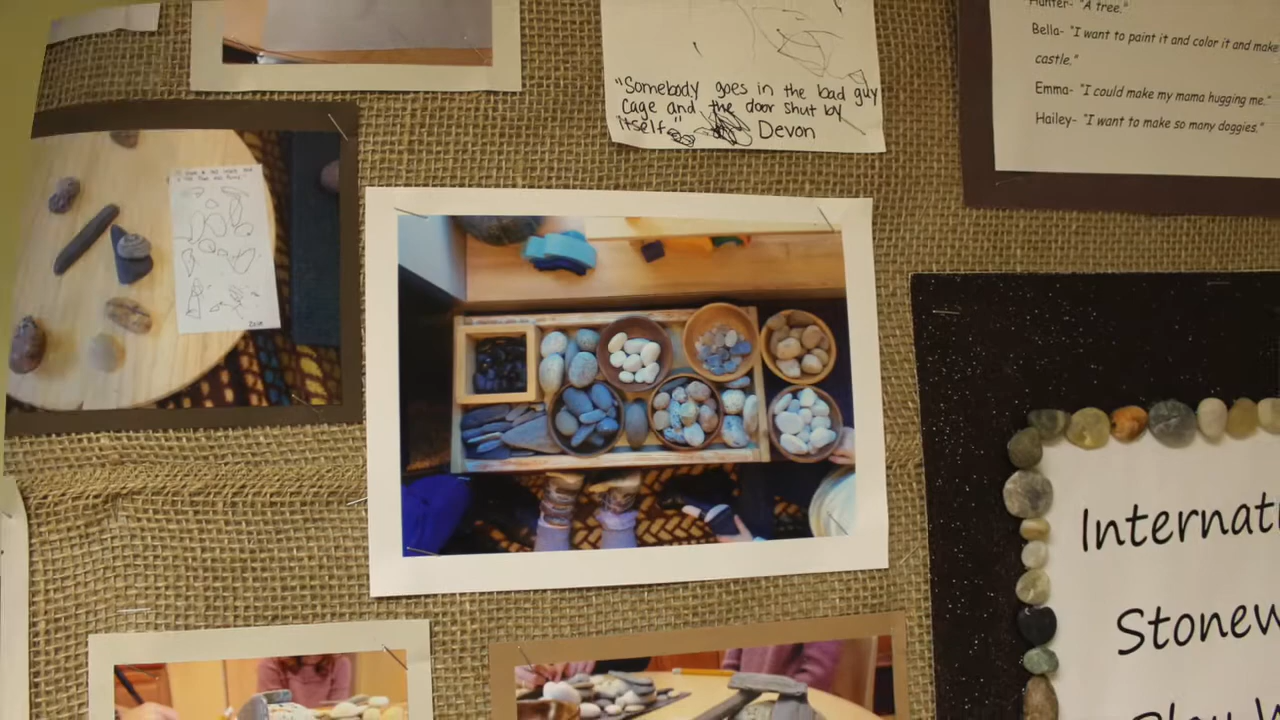 Hunter- "A tree."
Bella- "I want to paint it and color it and make
castle."
Emma- "I could make my mama hugging me."
Hailey- "I want to make so many doggies."
"Somebody goes in the bad guy
cage and the door shut by
itself." Devon
Internati
Stonew
Play W